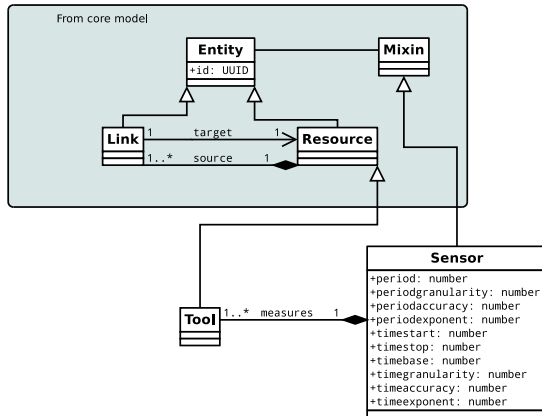 From core model
Entity
+id: UUID
Mixin
Link
1 target 1
Resource
1..* source 1
Sensor
+period: number
+periodgranularity: number
+periodaccuracy: number
+periodexponent: number
+timestart: number
+timestop: number
+timebase: number
+timegranularity: number
+timeaccuracy: number
+timeexponent: number
Tool
1..* measures 1